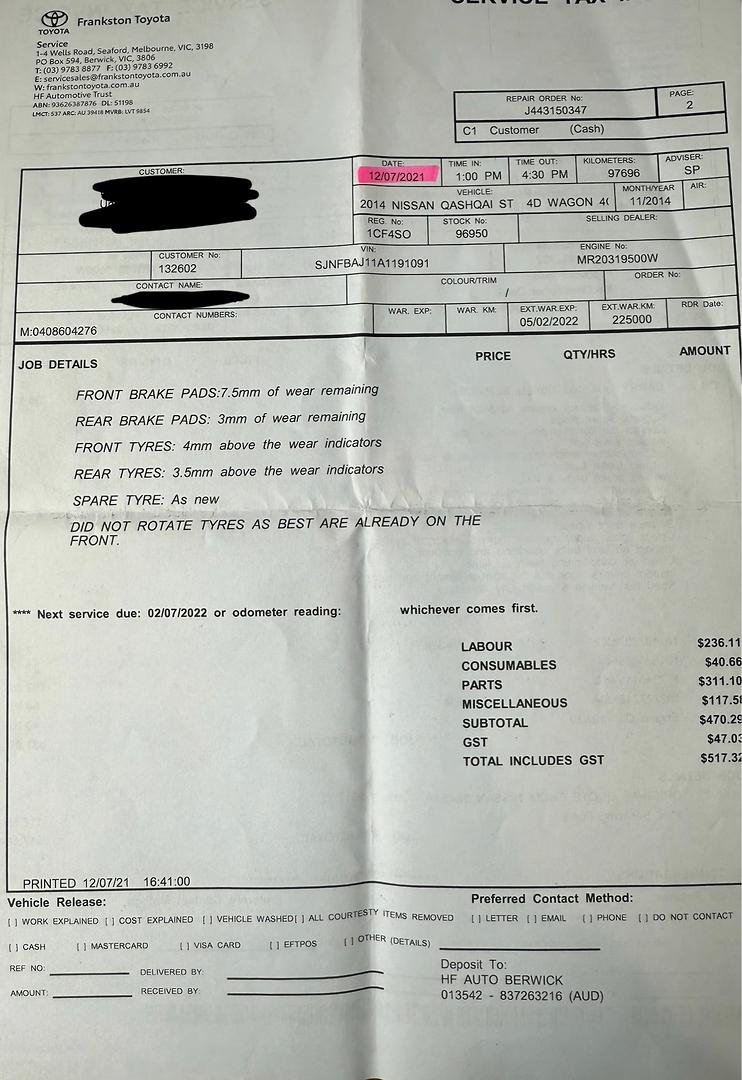 SERVICE TAX
TOYOTA
Frankston Toyota
Service
1-4 Wells Road, Seaford, Melbourne, VIC, 3198
PO Box 594, Berwick, VIC, 3806
T: (03) 9783 8877 F: (03) 9783 6992
E: servicesales@frankstontoyota.com.au
W: frankstontoyota.com.au
HF Automotive Trust
ABN: 93626387876 DL: 51198
LMCT: 537 ARC: AU 39418 MVRB: LVT 9854
REPAIR ORDER No: PAGE:
J443150347 2
C1 Customer (Cash)
CUSTOMER: DATE: TIME IN: TIME OUT: KILOMETERS: ADVISER:
12/07/2021 1:00 PM 4:30 PM 97696 SP
VEHICLE: MONTH/YEAR AIR:
2014 NISSAN QASHQAI ST 4D WAGON 4( 11/2014
REG. No: STOCK No: SELLING DEALER:
1CF4SO 96950
CUSTOMER No: VIN: ENGINE No:
132602 SJNFBAJ11A1191091 MR20319500W
CONTACT NAME: COLOUR/TRIM ORDER No:
/
CONTACT NUMBERS: WAR. EXP: WAR. KM: EXT.WAR.EXP: EXT.WAR.KM: RDR Date:
M:0408604276 05/02/2022 225000
JOB DETAILS PRICE QTY/HRS AMOUNT
FRONT BRAKE PADS:7.5mm of wear remaining
REAR BRAKE PADS: 3mm of wear remaining
FRONT TYRES: 4mm above the wear indicators
REAR TYRES: 3.5mm above the wear indicators
SPARE TYRE: As new
DID NOT ROTATE TYRES AS BEST ARE ALREADY ON THE
FRONT.
**** Next service due: 02/07/2022 or odometer reading: whichever comes first.
LABOUR $236.11
CONSUMABLES $40.66
PARTS $311.10
MISCELLANEOUS $117.5
SUBTOTAL $470.29
GST $47.03
TOTAL INCLUDES GST $517.32
PRINTED 12/07/21 16:41:00
Vehicle Release: Preferred Contact Method:
[ ] WORK EXPLAINED [ ] COST EXPLAINED [ ] VEHICLE WASHED[ ] ALL COURTESTY ITEMS REMOVED [ ] LETTER [ ] EMAIL [ ] PHONE [ ] DO NOT CONTACT
[ ] CASH [ ] MASTERCARD [ ] VISA CARD [ ] EFTPOS [ ] OTHER (DETAILS)
REF NO: DELIVERED BY: Deposit To:
HF AUTO BERWICK
AMOUNT: RECEIVED BY: 013542 - 837263216 (AUD)